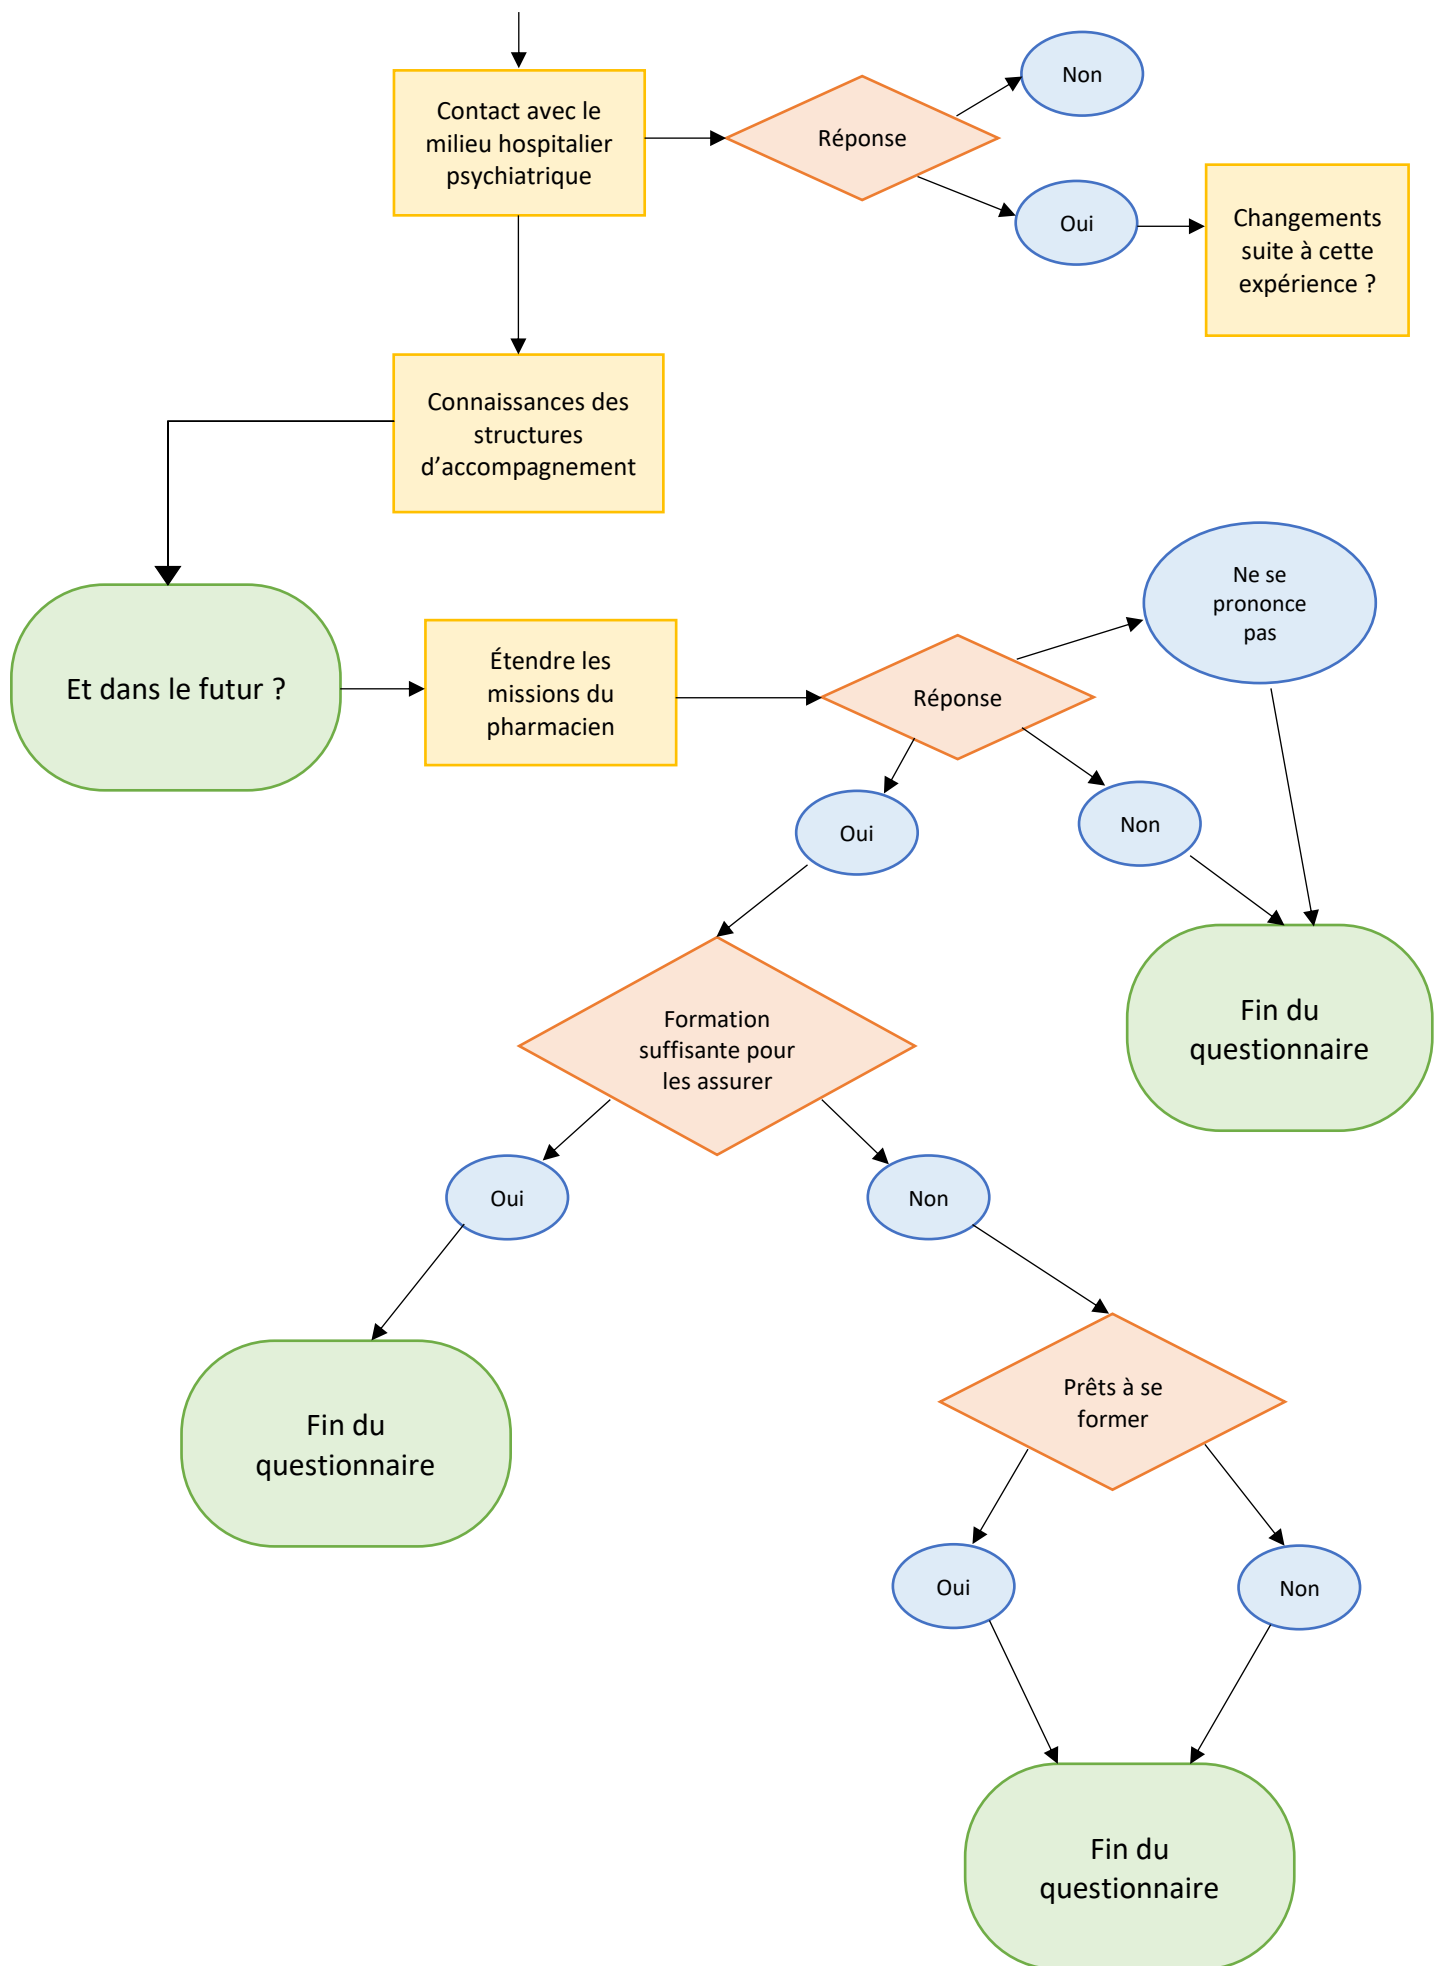 Contact avec le
milieu hospitalier
psychiatrique
Réponse
Non
Oui
Changements
suite à cette
expérience ?
Connaissances des
structures
d’accompagnement
Et dans le futur ?
Étendre les
missions du
pharmacien
Réponse
Ne se
prononce
pas
Oui
Non
Fin du
questionnaire
Formation
suffisante pour
les assurer
Oui
Non
Fin du
questionnaire
Prêts à se
former
Oui
Non
Fin du
questionnaire